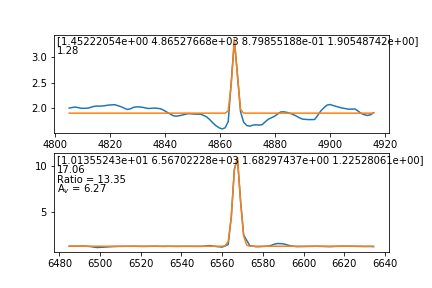 [1.45222054e+00 4.86527668e+03 8.79855188e-01 1.90548742e+00]
1.28
3.0
2.5
2.0
4800 4820 4840 4860 4880 4900 4920
[1.01355243e+01 6.56702228e+03 1.68297437e+00 1.22528061e+00]
17.06
Ratio = 13.35
Av = 6.27
10
5
6480 6500 6520 6540 6560 6580 6600 6620 6640